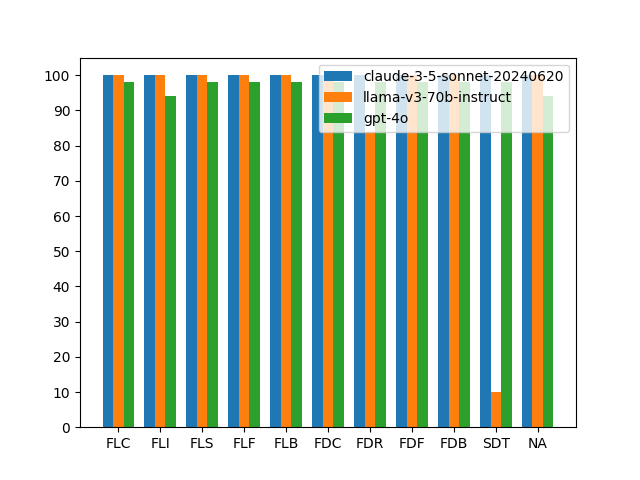 claude-3-5-sonnet-20240620
llama-v3-70b-instruct
gpt-4o
100
90
80
70
60
50
40
30
20
10
0
FLC FLI FLS FLF FLB FDC FDR FDF FDB SDT NA